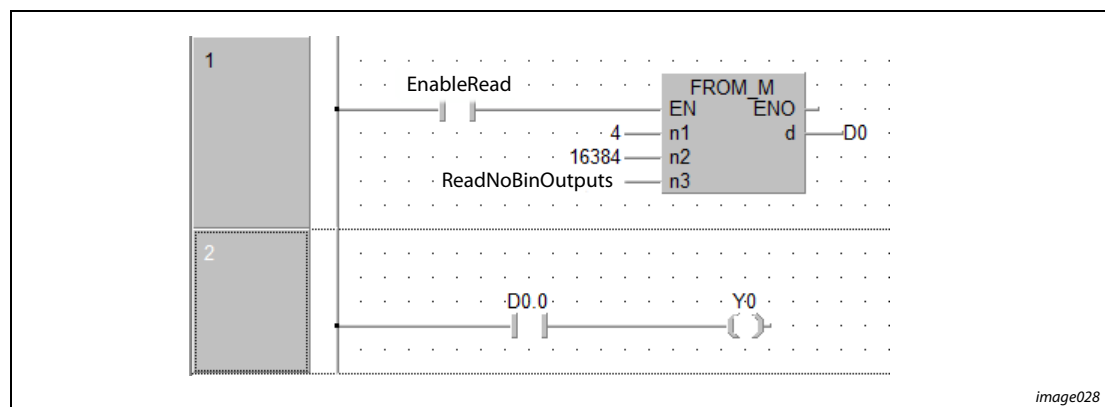 1
EnableRead
FROM_M
EN ENO
4 n1 d D0
16384 n2
ReadNoBinOutputs n3
2
D0.0 Y0
image028